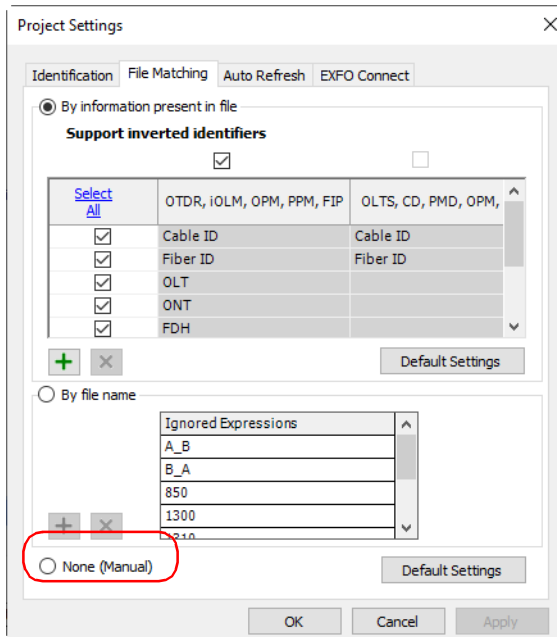 Project Settings
Identification File Matching Auto Refresh EXFO Connect
By information present in file
Support inverted identifiers
Select All OTDR, iOLM, OPM, PPM, FIP OLTS, CD, PMD, OPM,
Cable ID Cable ID
Fiber ID Fiber ID
OLT
ONT
FDH
Default Settings
By file name
Ignored Expressions
A_B
B_A
850
1300
1310
None (Manual)
Default Settings
OK Cancel Apply